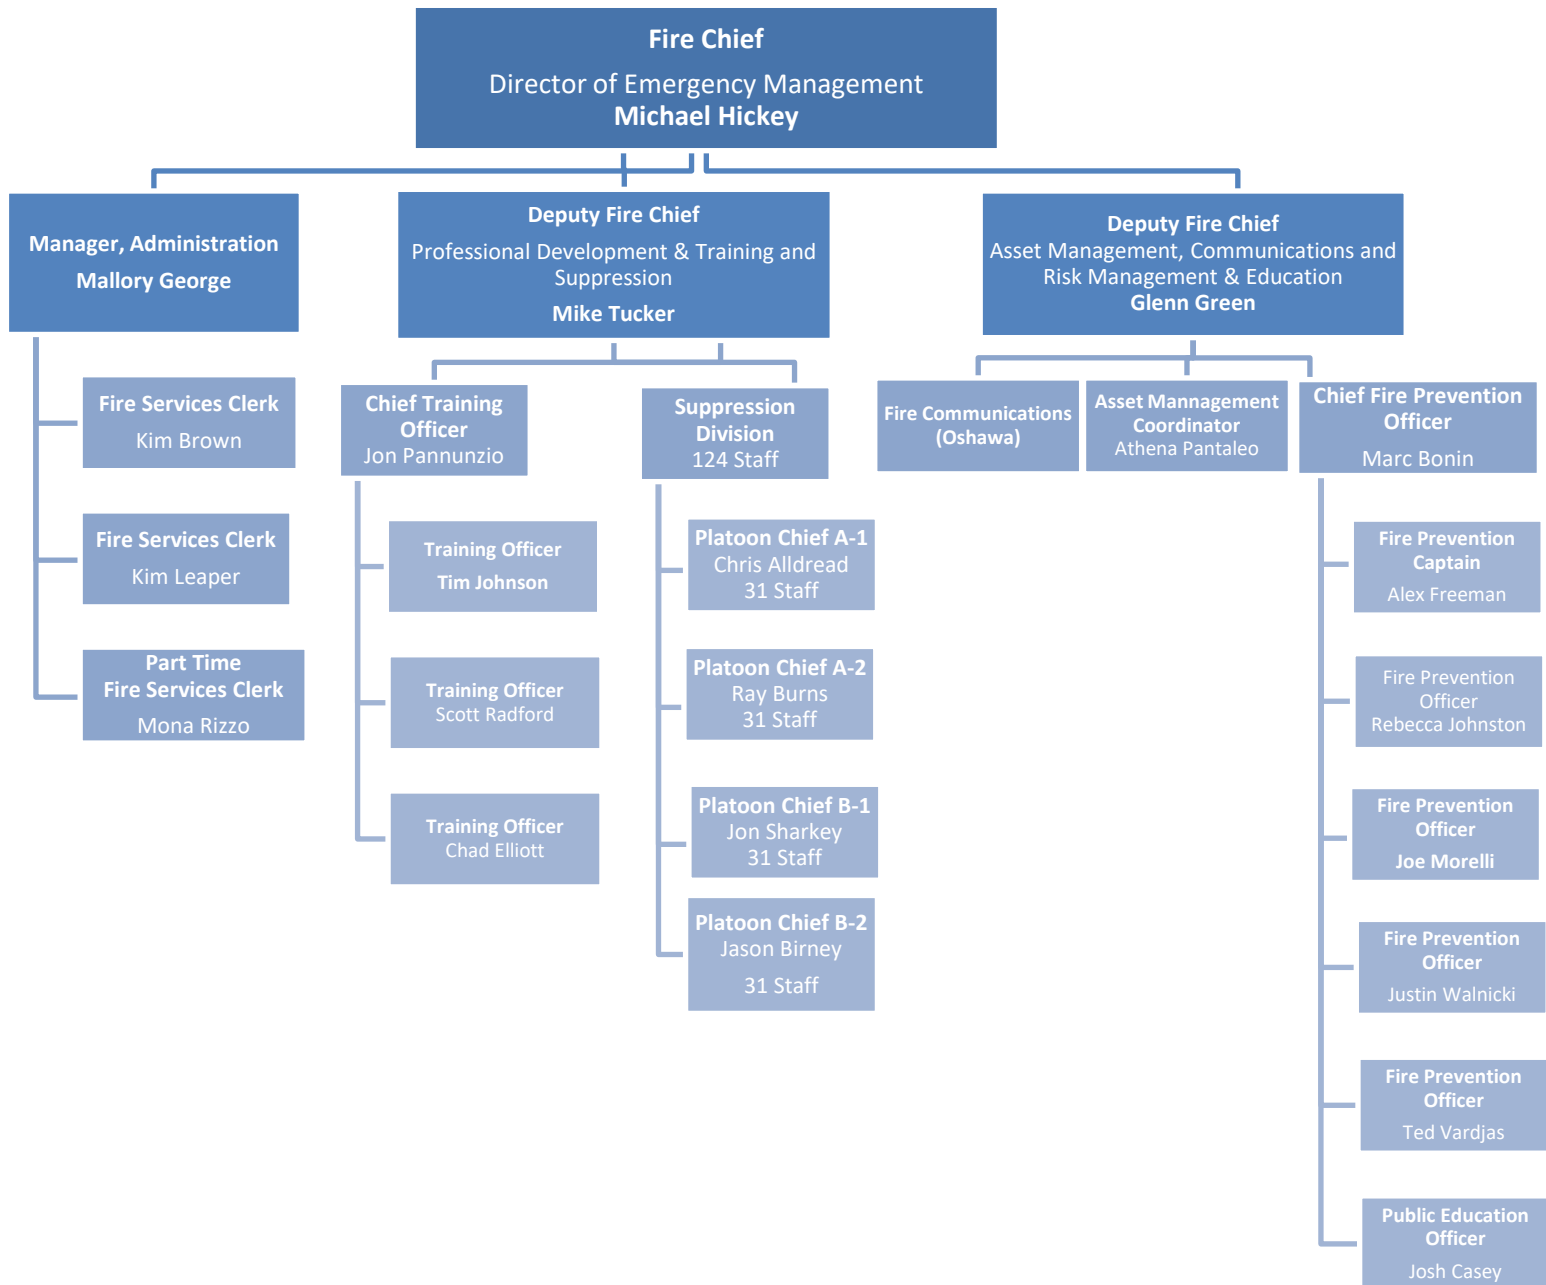 Fire Chief
Director of Emergency Management
Michael Hickey
Manager, Administration
Mallory George
Deputy Fire Chief
Professional Development & Training and
Suppression
Mike Tucker
Deputy Fire Chief
Asset Management, Communications and
Risk Management & Education
Glenn Green
Fire Services Clerk
Kim Brown
Fire Services Clerk
Kim Leaper
Part Time
Fire Services Clerk
Mona Rizzo
Chief Training
Officer
Jon Pannunzio
Training Officer
Tim Johnson
Training Officer
Scott Radford
Training Officer
Chad Elliott
Suppression
Division
124 Staff
Platoon Chief A-1
Chris Alldread
31 Staff
Platoon Chief A-2
Ray Burns
31 Staff
Platoon Chief B-1
Jon Sharkey
31 Staff
Platoon Chief B-2
Jason Birney
31 Staff
Fire Communications
(Oshawa)
Asset Mannagement
Coordinator
Athena Pantaleo
Chief Fire Prevention
Officer
Marc Bonin
Fire Prevention
Captain
Alex Freeman
Fire Prevention
Officer
Rebecca Johnston
Fire Prevention
Officer
Joe Morelli
Fire Prevention
Officer
Justin Walnicki
Fire Prevention
Officer
Ted Vardjas
Public Education
Officer
Josh Casey